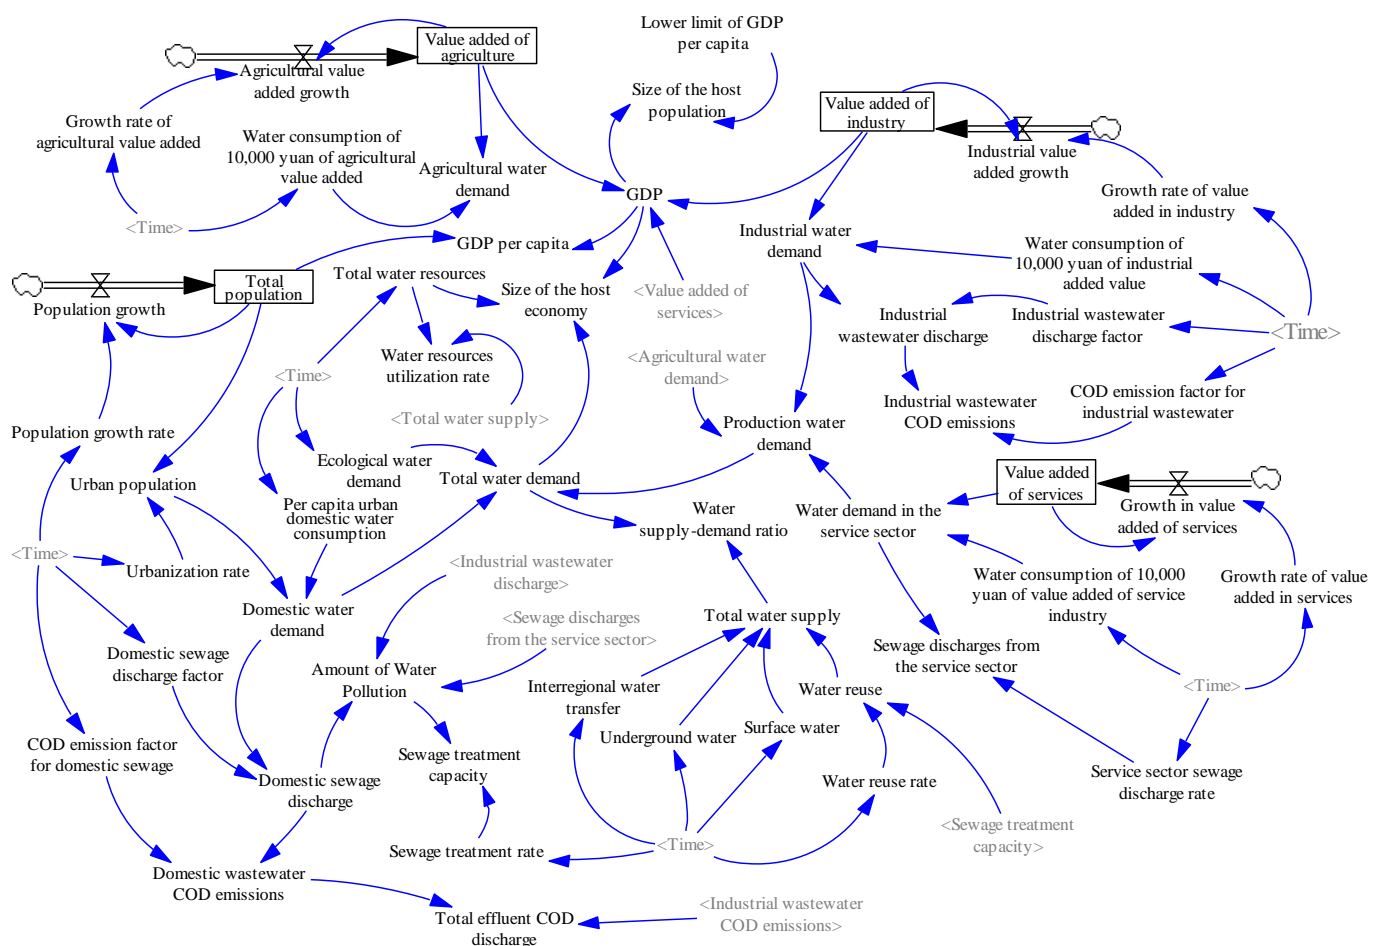 Lower limit of GDP
per capita
Value added of
agriculture
Agricultural value
added growth
Size of the host
population
Value added of
industry
Growth rate of
agricultural value added
Water consumption of
10,000 yuan of agricultural
value added
Agricultural water
demand
Industrial value
added growth
Growth rate of value
added in industry
<Time>
GDP
GDP per capita
Industrial water
demand
Water consumption of
10,000 yuan of industrial
added value
Total
population
Population growth
Total water resources
Size of the host
economy
<Value added of
services>
Industrial
wastewater discharge
Industrial wastewater
discharge factor
<Time>
Water resources
utilization rate
<Agricultural water
demand>
<Time>
<Total water supply>
Industrial wastewater
COD emissions
COD emission factor for
industrial wastewater
Population growth rate
Production water
demand
Urban population
Ecological water
demand
Total water demand
Value added
of services
Growth in value
added of services
Per capita urban
domestic water
consumption
Water
supply-demand ratio
Water demand in the
service sector
<Time>
Urbanization rate
<Industrial wastewater
discharge>
Water consumption of 10,000
yuan of value added of service
industry
Growth rate of value
added in services
Domestic water
demand
<Sewage discharges
from the service sector>
Total water supply
Domestic sewage
discharge factor
Amount of Water
Pollution
Sewage discharges from
the service sector
Interregional water
transfer
Water reuse
<Time>
Underground water
Surface water
COD emission factor
for domestic sewage
Sewage treatment
capacity
Domestic sewage
discharge
Water reuse rate
Service sector sewage
discharge rate
<Sewage treatment
capacity>
Sewage treatment rate
<Time>
Domestic wastewater
COD emissions
Total effluent COD
discharge
<Industrial wastewater
COD emissions>